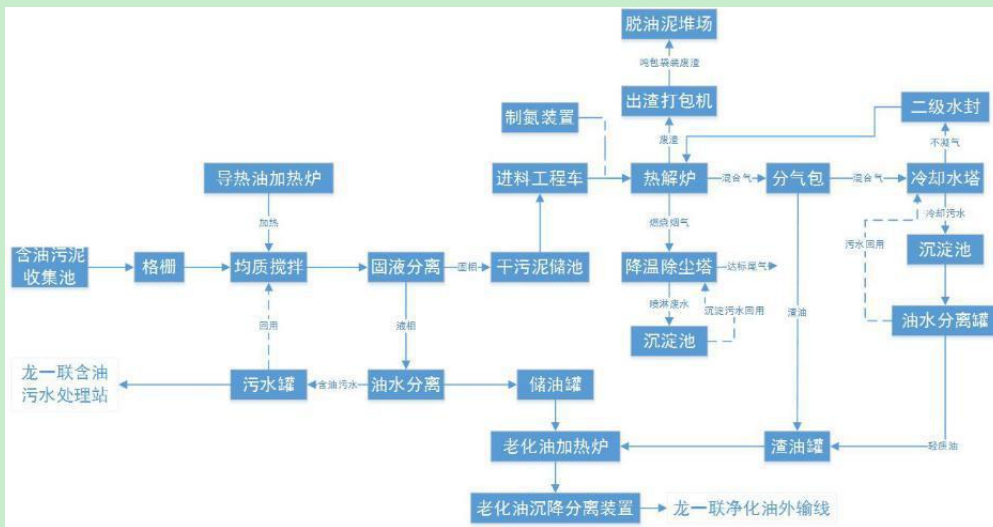 脱油泥堆场
吨包袋装废渣
出渣打包机
二级水封
制氮装置
废渣
不凝气
导热油加热炉
进料工程车
热解炉
混合气
分气包
混合气
冷却水塔
加热
燃烧烟气
冷却污水
污水回用
含油污泥
收集池
格栅
均质搅拌
固液分离
固相
干污泥储池
降温除尘塔
达标尾气
沉淀池
喷淋废水
沉淀污水回用
渣油
回用
液相
沉淀池
油水分离罐
龙一联含油
污水处理站
污水罐
含油污水
油水分离
储油罐
老化油加热炉
渣油罐
轻质油
老化油沉降分离装置
龙一联净化油外输线